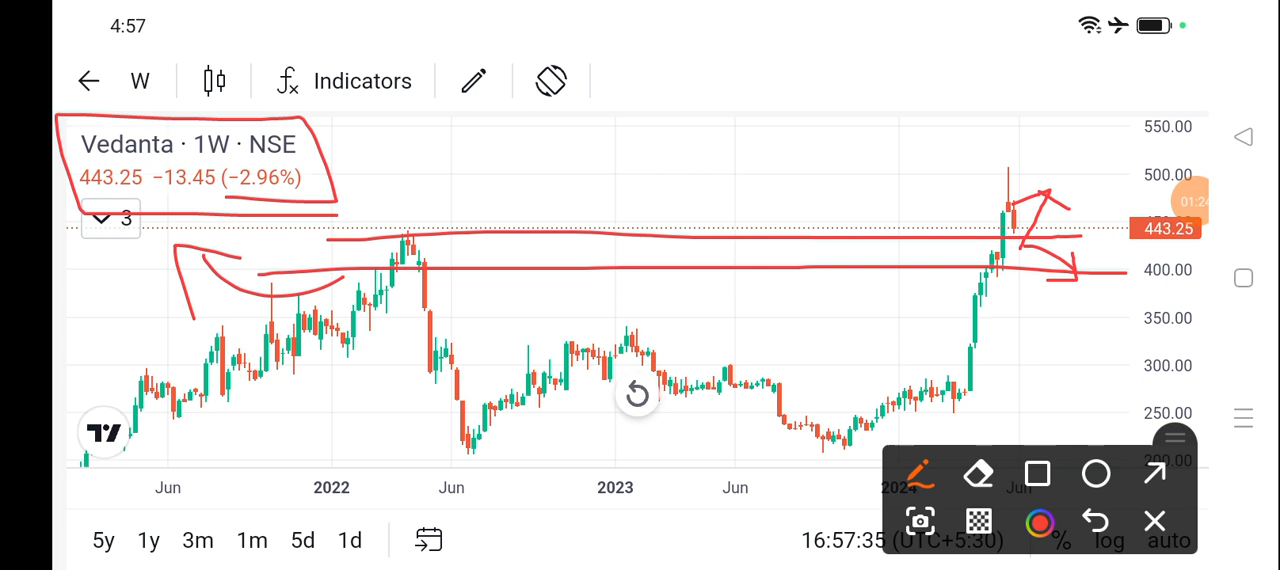 4:57
W
Indicators
Vedanta · 1W · NSE
443.25 −13.45 (−2.96%)
3
550.00
500.00
01:24
443.25
400.00
350.00
300.00
250.00
200.00
Jun
2022
Jun
2023
Jun
2024
Jun
5y 1y 3m 1m 5d 1d
16:57:35 (UTC+5:30) % log auto